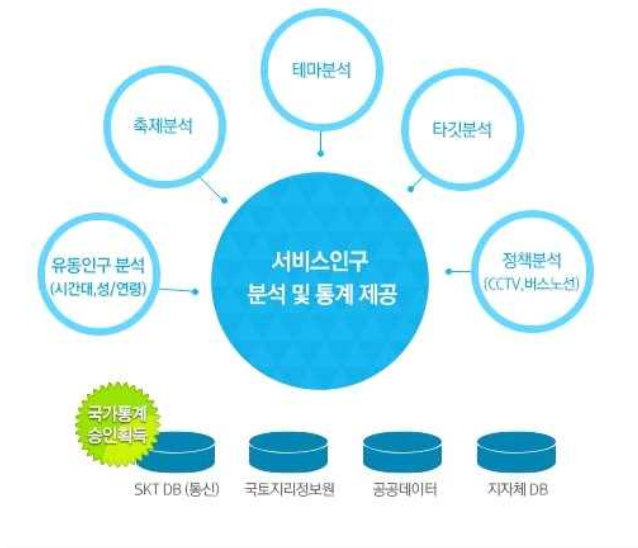 테마분석
축제분석
타깃분석
유동인구 분석
(시간대,성/연령)
서비스인구
분석 및 통계 제공
정책분석
(CCTV,버스노선)
국가통계
승인획득
SKT DB (통신)
국토지리정보원
공공데이터
지자체 DB